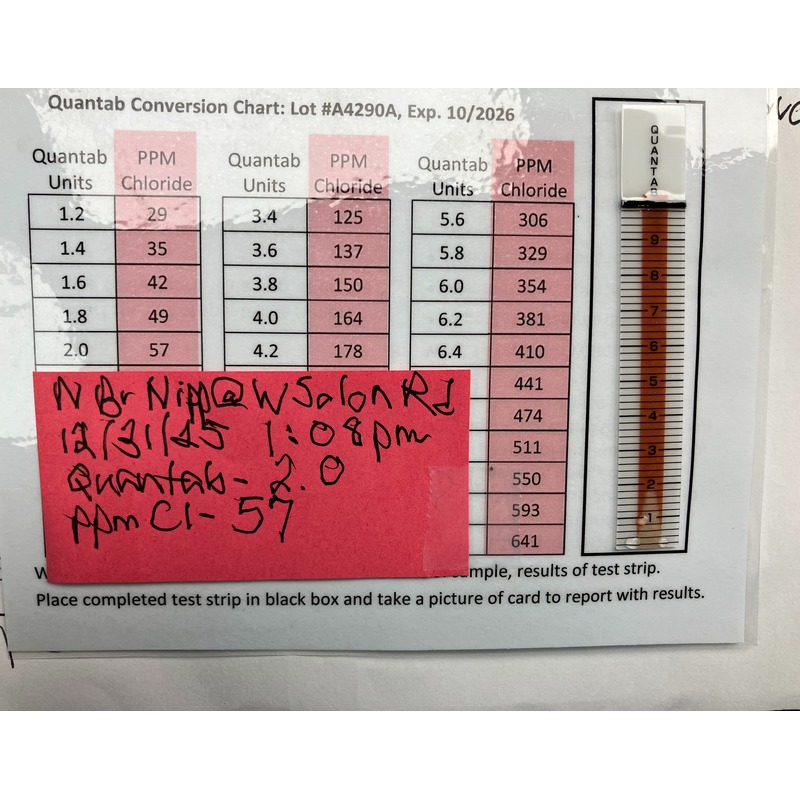 Quantab Conversion Chart: Lot #A4290A, Exp. 10/2026
Quantab Units PPM Chloride Quantab Units PPM Chloride Quantab Units PPM Chloride
1.2 29 3.4 125 5.6 306
1.4 35 3.6 137 5.8 329
1.6 42 3.8 150 6.0 354
1.8 49 4.0 164 6.2 381
2.0 57 4.2 178 6.4 410
441
474
511
550
593
641
N Br Nipp@W Salon Rd
12/31/25 1:08pm
Quantab- 2.0
ppm Cl- 57
results of test strip.
Place completed test strip in black box and take a picture of card to report with results.
QUANTAB
9
8
7
6
5
4
3
2
1